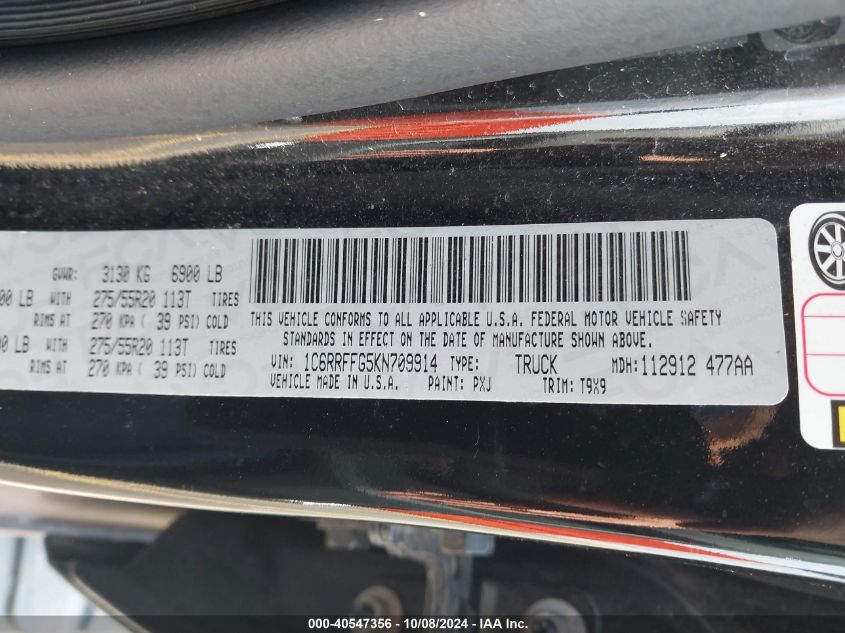 GVWR: 3130 KG 6900 LB
00 LB WITH 275/55R20 113T TIRES
RIMS AT 270 KPA ( 39 PSI) COLD
00 LB WITH 275/55R20 113T TIRES
RIMS AT 270 KPA ( 39 PSI) COLD
THIS VEHICLE CONFORMS TO ALL APPLICABLE U.S.A. FEDERAL MOTOR VEHICLE SAFETY
STANDARDS IN EFFECT ON THE DATE OF MANUFACTURE SHOWN ABOVE.
VIN: 1C6RRFFG5KN709914 TYPE: TRUCK MDH: 112912 477AA
VEHICLE MADE IN U.S.A. PAINT: PXJ TRIM: T9X9
000-40547356 - 10/08/2024 - IAA Inc.